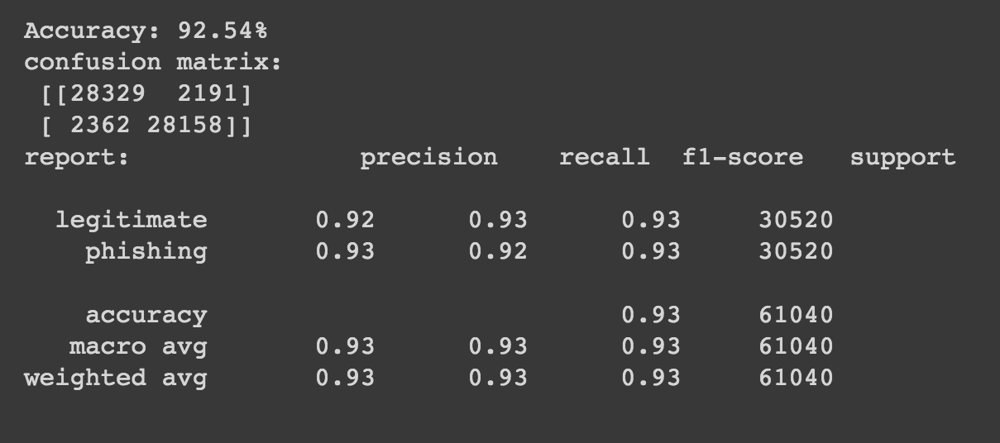 Accuracy: 92.54%
confusion matrix:
[[28329  2191]
[ 2362 28158]]
report: precision recall f1-score support
legitimate 0.92 0.93 0.93 30520
phishing 0.93 0.92 0.93 30520
accuracy 0.93 61040
macro avg 0.93 0.93 0.93 61040
weighted avg 0.93 0.93 0.93 61040